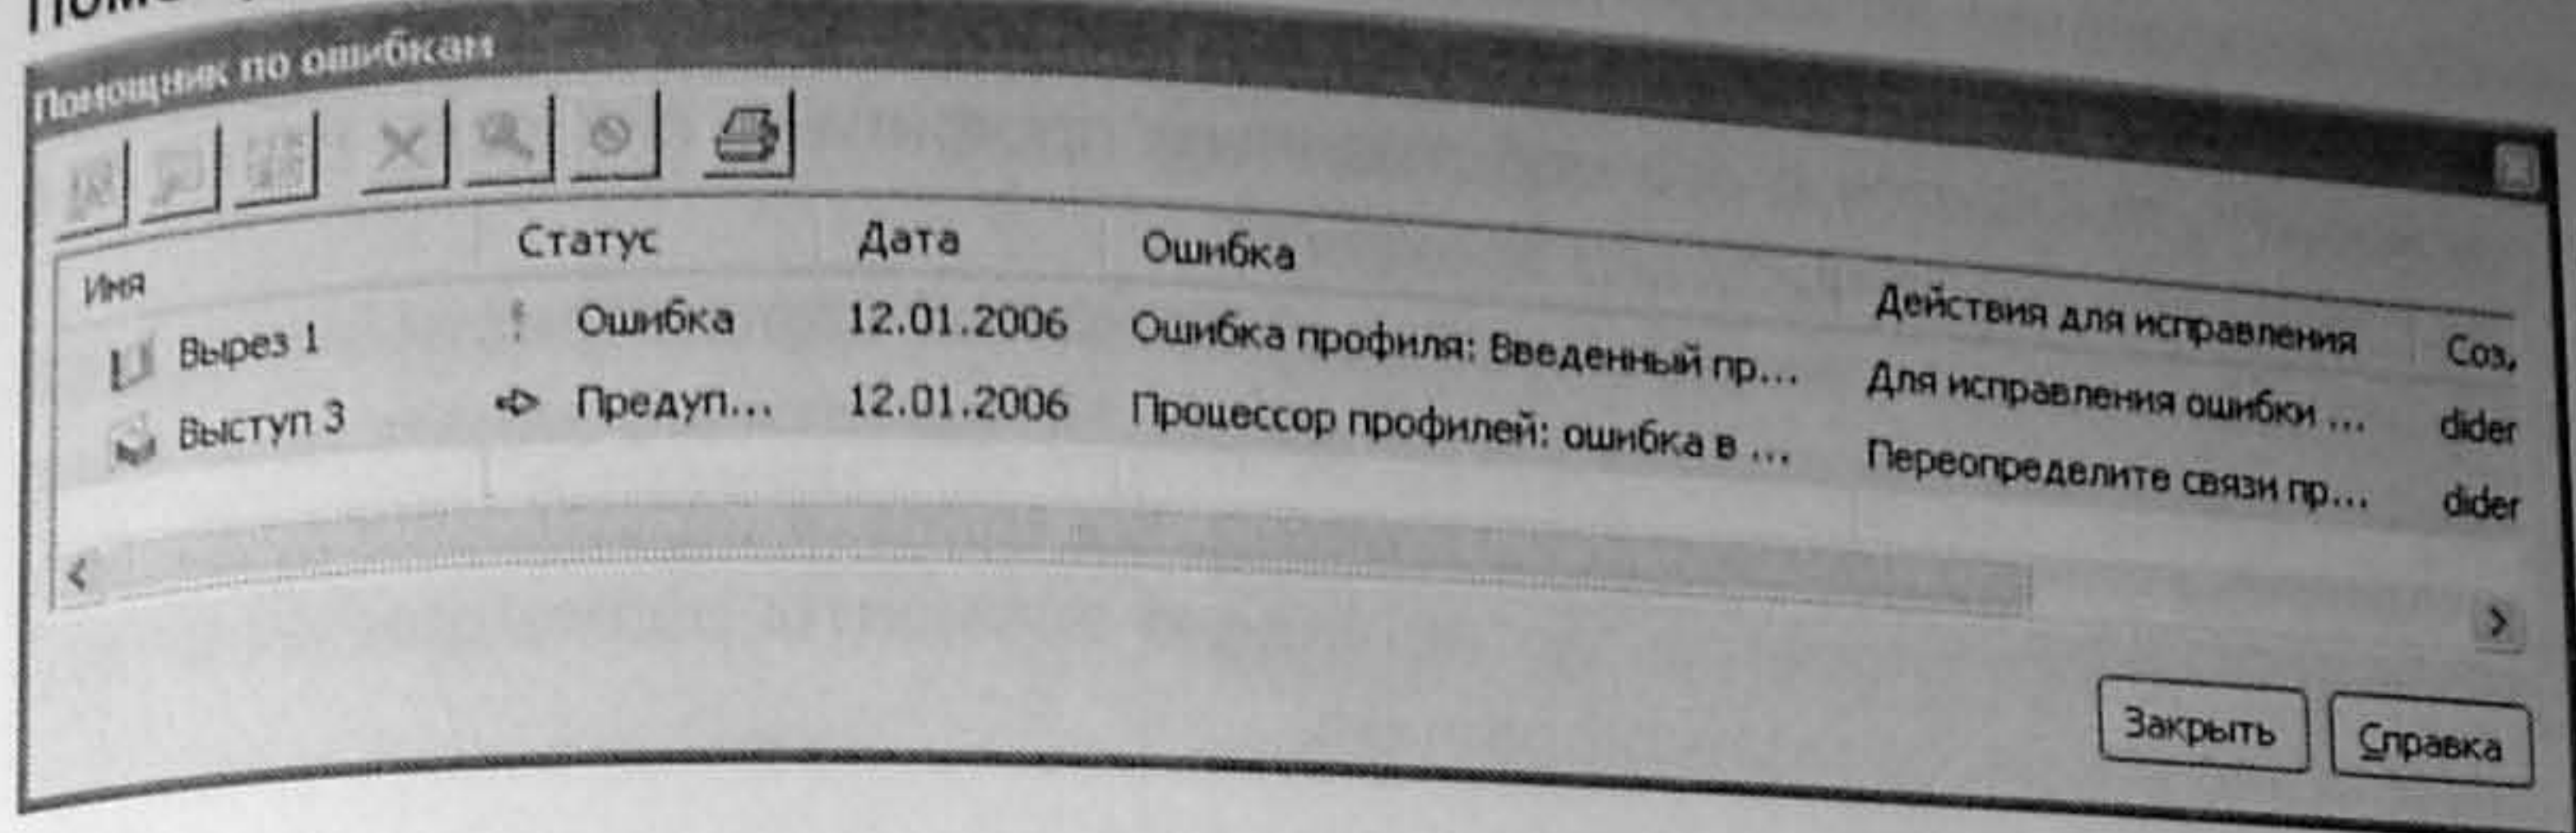 Помощник по ошибкам
Имя Статус Дата Ошибка Действия для исправления Соз,
Вырез 1 Ошибка 12.01.2006 Ошибка профиля: Введенный пр... Для исправления ошибки ... dider
Выступ 3 Предуп... 12.01.2006 Процессор профилей: ошибка в ... Переопределите связи пр... dider
Закрыть Справка